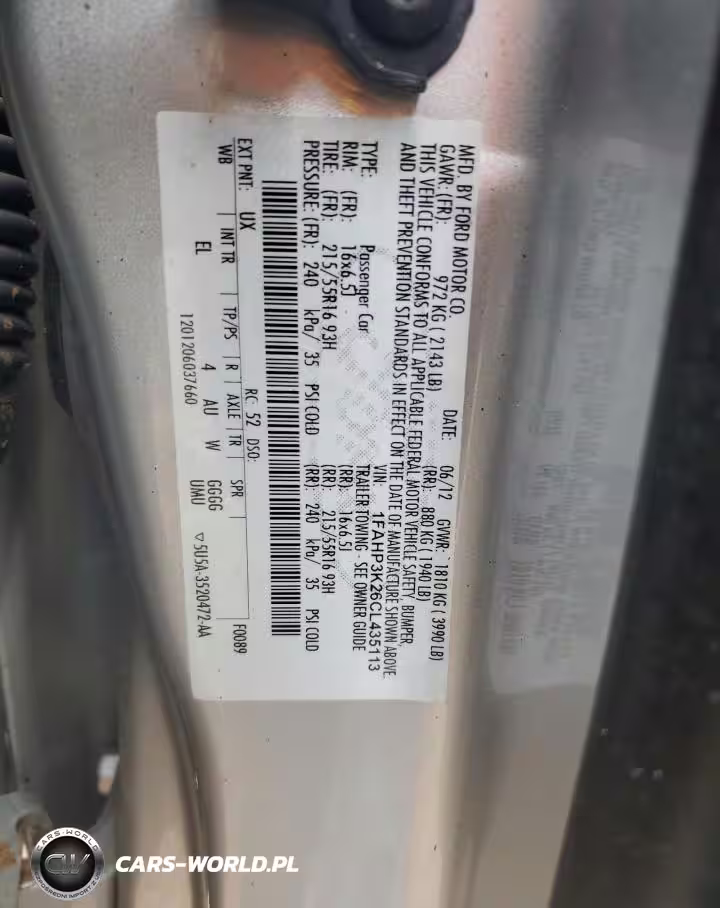 MFD. BY FORD MOTOR CO.
DATE: 06/12 GVWR: 1810 KG ( 3990 LB)
GAWR: (FR): 972 KG ( 2143 LB) (RR): 880 KG ( 1940 LB)
THIS VEHICLE CONFORMS TO ALL APPLICABLE FEDERAL MOTOR VEHICLE SAFETY, BUMPER,
AND THEFT PREVENTION STANDARDS IN EFFECT ON THE DATE OF MANUFACTURE SHOWN ABOVE.
VIN: 1FAHP3K26CL435113
TYPE: Passenger Car TRAILER TOWING - SEE OWNER GUIDE
RIM: (FR): 16x6.5J (RR): 16x6.5J
TIRE: (FR): 215/55R16 93H (RR): 215/55R16 93H
PRESSURE: (FR): 240 kPa/ 35 PSI COLD (RR): 240 kPa/ 35 PSI COLD
RC: 52 DSO: F0089
EXT PNT: UX
WB INT TR TP/PS R AXLE TR SPR
EL 4 AU W GGGG
UMU
1201206037660 ▽5U5A-3520472-AA
CARS-WORLD
CW
CARS-WORLD.PL